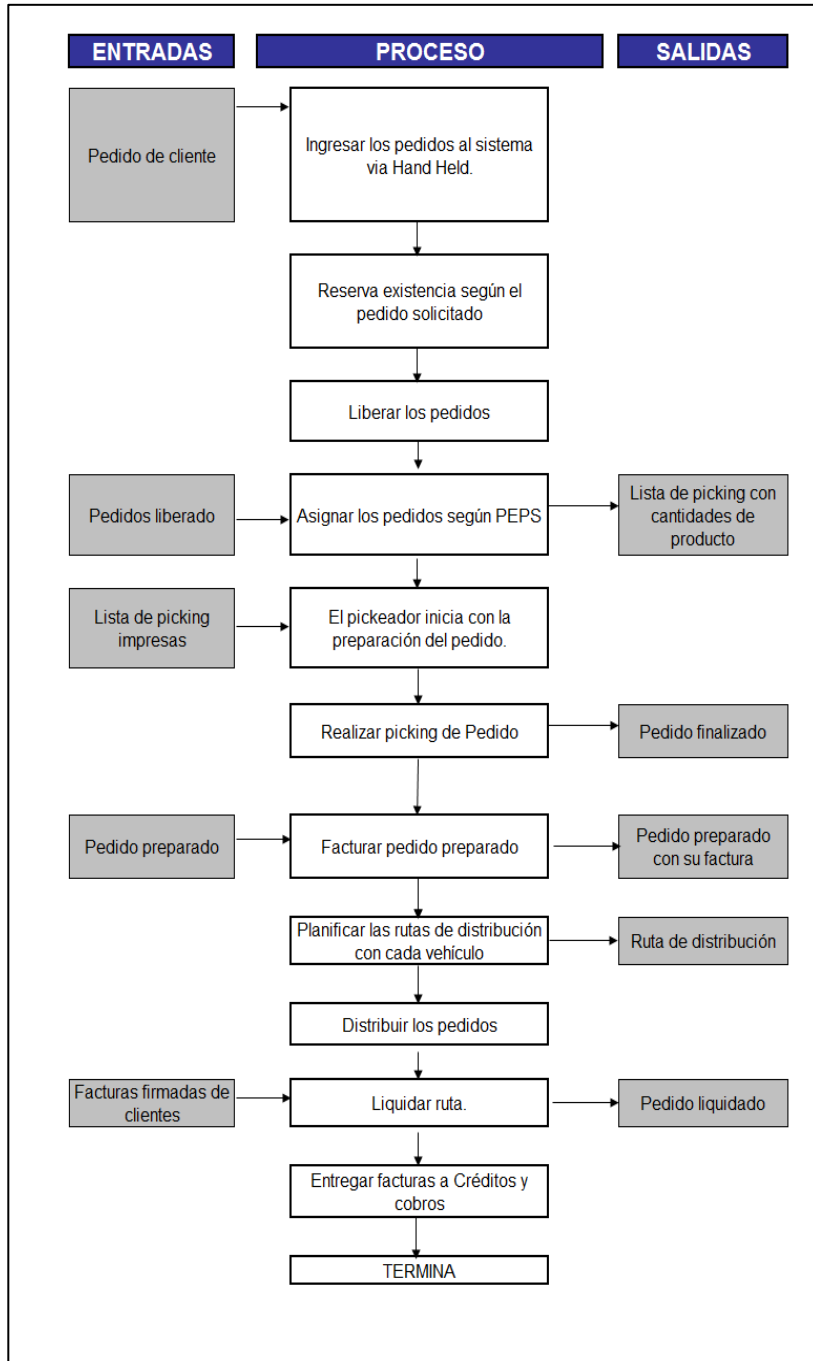 ENTRADAS
PROCESO
SALIDAS
Pedido de cliente
Ingresar los pedidos al sistema
via Hand Held.
Reserva existencia según el
pedido solicitado
Liberar los pedidos
Pedidos liberado
Asignar los pedidos según PEPS
Lista de picking con
cantidades de
producto
Lista de picking
impresas
El pickeador inicia con la
preparación del pedido.
Realizar picking de Pedido
Pedido finalizado
Pedido preparado
Facturar pedido preparado
Pedido preparado
con su factura
Planificar las rutas de distribución
con cada vehículo
Ruta de distribución
Distribuir los pedidos
Facturas firmadas de
clientes
Liquidar ruta.
Pedido liquidado
Entregar facturas a Créditos y
cobros
TERMINA